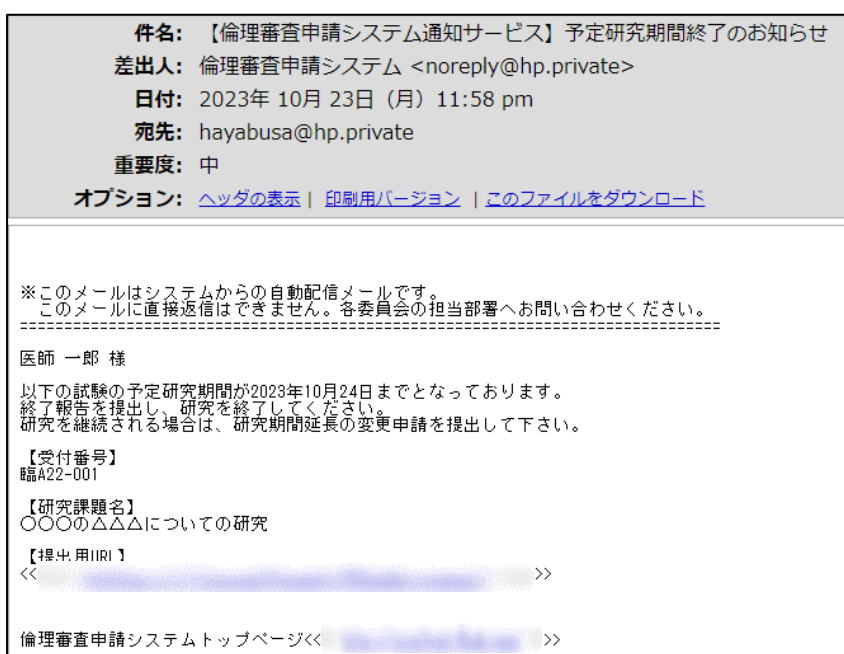 件名: 【倫理審査申請システム通知サービス】予定研究期間終了のお知らせ
差出人: 倫理審査申請システム <noreply@hp.private>
日付: 2023年 10月 23日（月）11:58 pm
宛先: hayabusa@hp.private
重要度: 中
オプション: ヘッダの表示 | 印刷用バージョン | このファイルをダウンロード
※このメールはシステムからの自動配信メールです。
このメールに直接返信はできません。各委員会の担当部署へお問い合わせください。
================================================================================
医師 一郎 様
以下の試験の予定研究期間が2023年10月24日までとなっております。
終了報告を提出し、研究を終了してください。
研究を継続される場合は、研究期間延長の変更申請を提出して下さい。
【受付番号】
臨A22-001
【研究課題名】
〇〇〇の△△△についての研究
【提出用URL】
<< >>
倫理審査申請システムトップページ<< >>